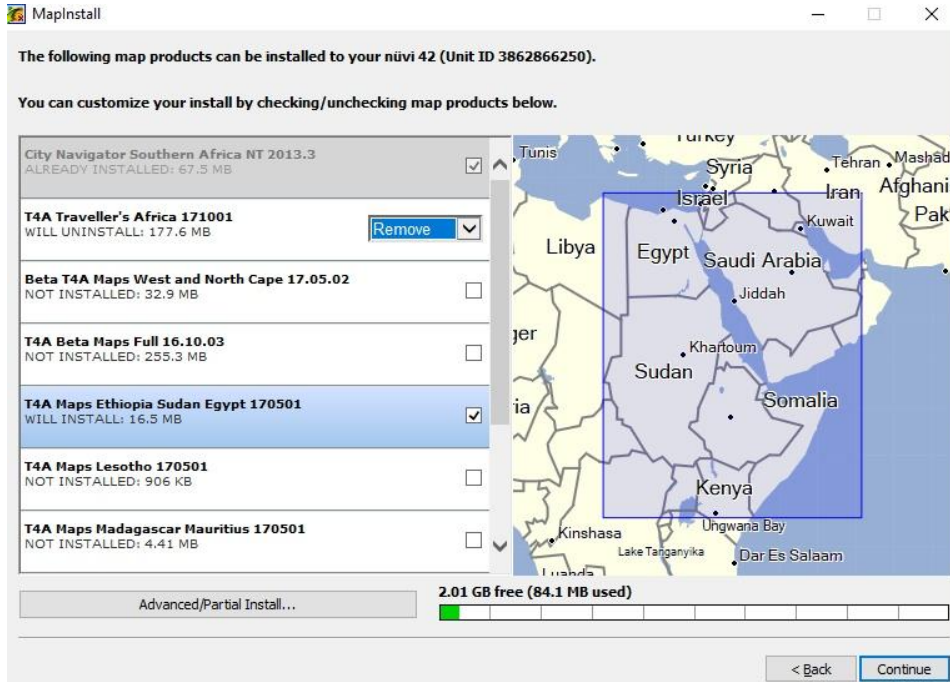 MapInstall
The following map products can be installed to your nüvi 42 (Unit ID 3862866250).
You can customize your install by checking/unchecking map products below.
City Navigator Southern Africa NT 2013.3
ALREADY INSTALLED: 67.5 MB
T4A Traveller's Africa 171001
WILL UNINSTALL: 177.6 MB
Remove
Beta T4A Maps West and North Cape 17.05.02
NOT INSTALLED: 32.9 MB
T4A Beta Maps Full 16.10.03
NOT INSTALLED: 255.3 MB
T4A Maps Ethiopia Sudan Egypt 170501
WILL INSTALL: 16.5 MB
T4A Maps Lesotho 170501
NOT INSTALLED: 906 KB
T4A Maps Madagascar Mauritius 170501
NOT INSTALLED: 4.41 MB
Turkey
Tunis
Syria
Tehran
Mashad
Israel
Iran
Afghani
Kuwait
Pak
Libya
Egypt
Saudi Arabia
Jiddah
ger
Khartoum
Sudan
ria
Somalia
Kenya
Ungwana Bay
Kinshasa
Lake Tanganyika
Dar Es Salaam
Luanda
Advanced/Partial Install...
2.01 GB free (84.1 MB used)
< Back
Continue